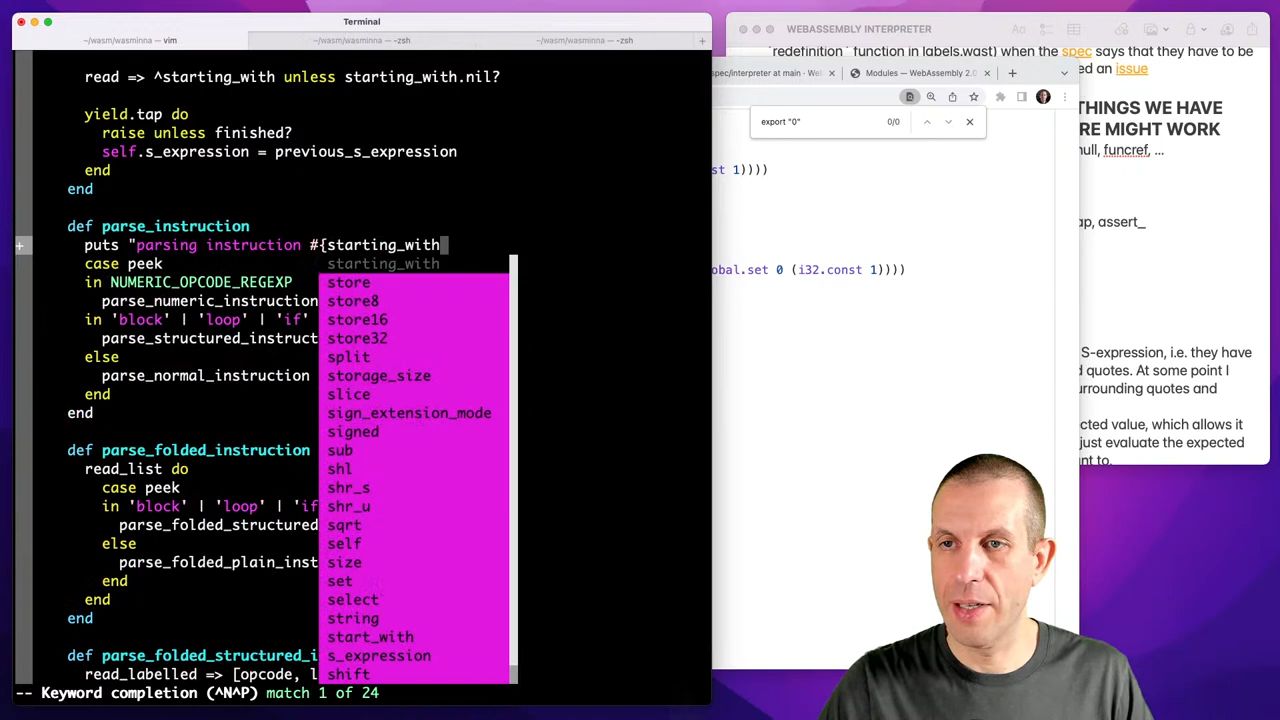 Terminal
~/wasm/wasminna — vim
~/wasm/wasminna — -zsh
~/wasm/wasminna — -zsh
+
read => ^starting_with unless starting_with.nil?
yield.tap do
raise unless finished?
self.s_expression = previous_s_expression
end
end
def parse_instruction
+ puts "parsing instruction #{starting_with
case peek
in NUMERIC_OPCODE_REGEXP
parse_numeric_instruction
in 'block' | 'loop' | 'if'
parse_structured_instruct
else
parse_normal_instruction
end
end
def parse_folded_instruction
read_list do
case peek
in 'block' | 'loop' | 'if
parse_folded_structured
else
parse_folded_plain_inst
end
end
end
def parse_folded_structured_i
read_labelled => [opcode, l
starting_with
store
store8
store16
store32
split
storage_size
slice
sign_extension_mode
signed
sub
shl
shr_s
shr_u
sqrt
self
size
set
select
string
start_with
s_expression
shift
-- Keyword completion (^N^P) match 1 of 24
WEBASSEMBLY INTERPRETER
Aa
`redefinition` function in labels.wast) when the spec says that they have to be
ed an issue
spec/interpreter at main · We
Modules — WebAssembly 2.0
export "0"
0/0
st 1))))
obal.set 0 (i32.const 1))))
THINGS WE HAVE
RE MIGHT WORK
null, funcref, ...
ap, assert_
S-expression, i.e. they have
d quotes. At some point I
urrounding quotes and
cted value, which allows it
just evaluate the expected
ant to.